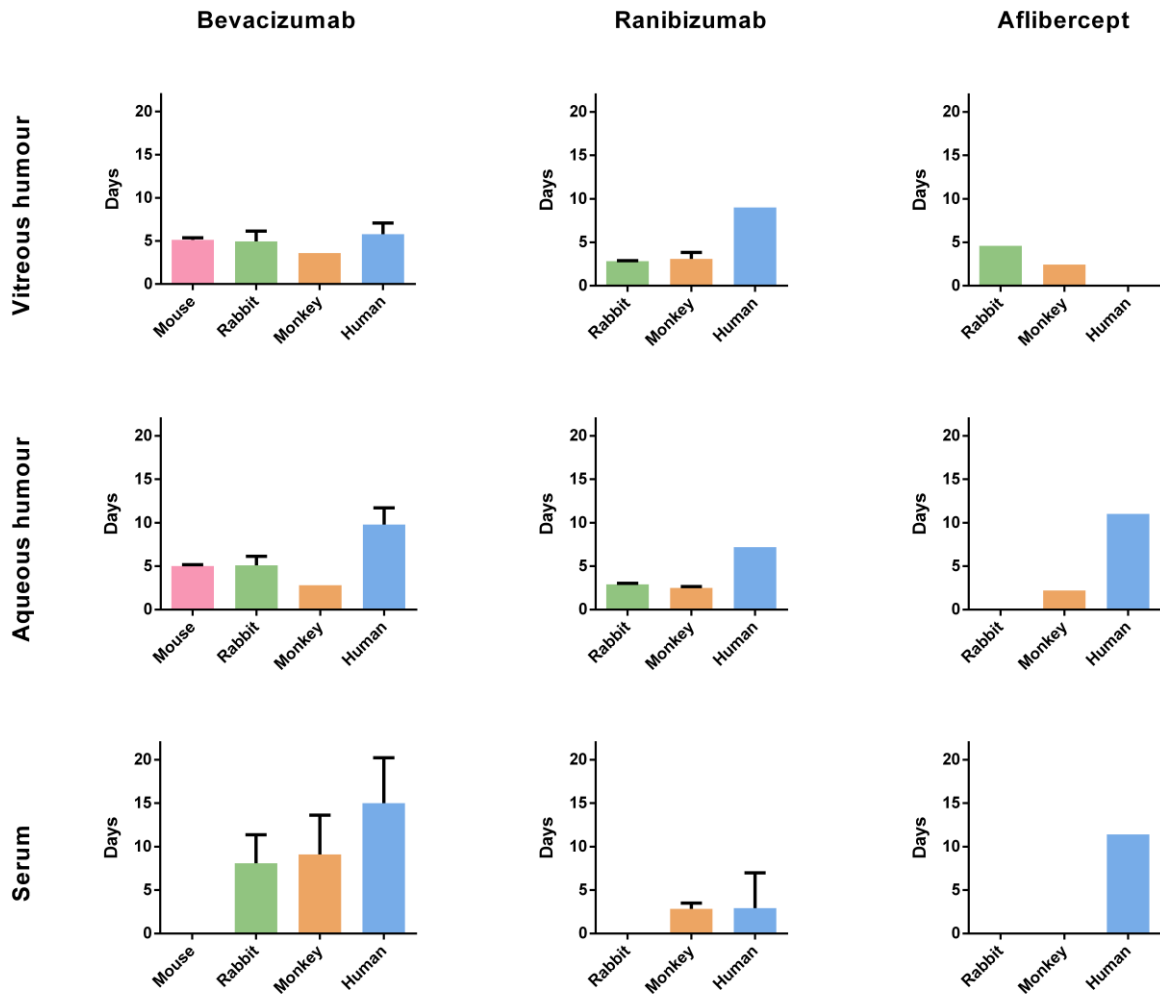 Bevacizumab
Ranibizumab
Aflibercept
Vitreous humour
Days
20
15
10
5
0
Mouse
Rabbit
Monkey
Human
Days
20
15
10
5
0
Rabbit
Monkey
Human
Days
20
15
10
5
0
Rabbit
Monkey
Human
Aqueous humour
Days
20
15
10
5
0
Mouse
Rabbit
Monkey
Human
Days
20
15
10
5
0
Rabbit
Monkey
Human
Days
20
15
10
5
0
Rabbit
Monkey
Human
Serum
Days
20
15
10
5
0
Mouse
Rabbit
Monkey
Human
Days
20
15
10
5
0
Rabbit
Monkey
Human
Days
20
15
10
5
0
Rabbit
Monkey
Human